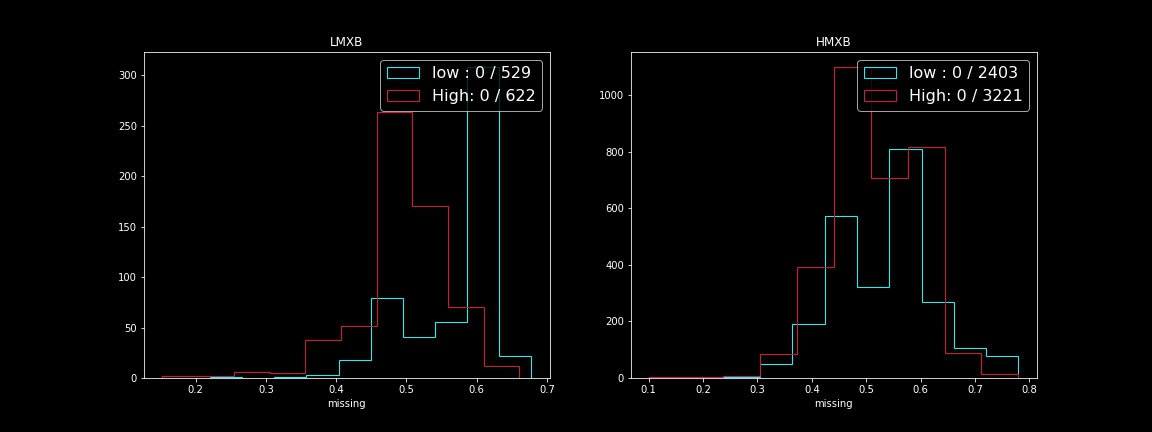 LMXB
low : 0 / 529
High: 0 / 622
300
250
200
150
100
50
0
0.2 0.3 0.4 0.5 0.6 0.7
missing
HMXB
low : 0 / 2403
High: 0 / 3221
1000
800
600
400
200
0
0.1 0.2 0.3 0.4 0.5 0.6 0.7 0.8
missing